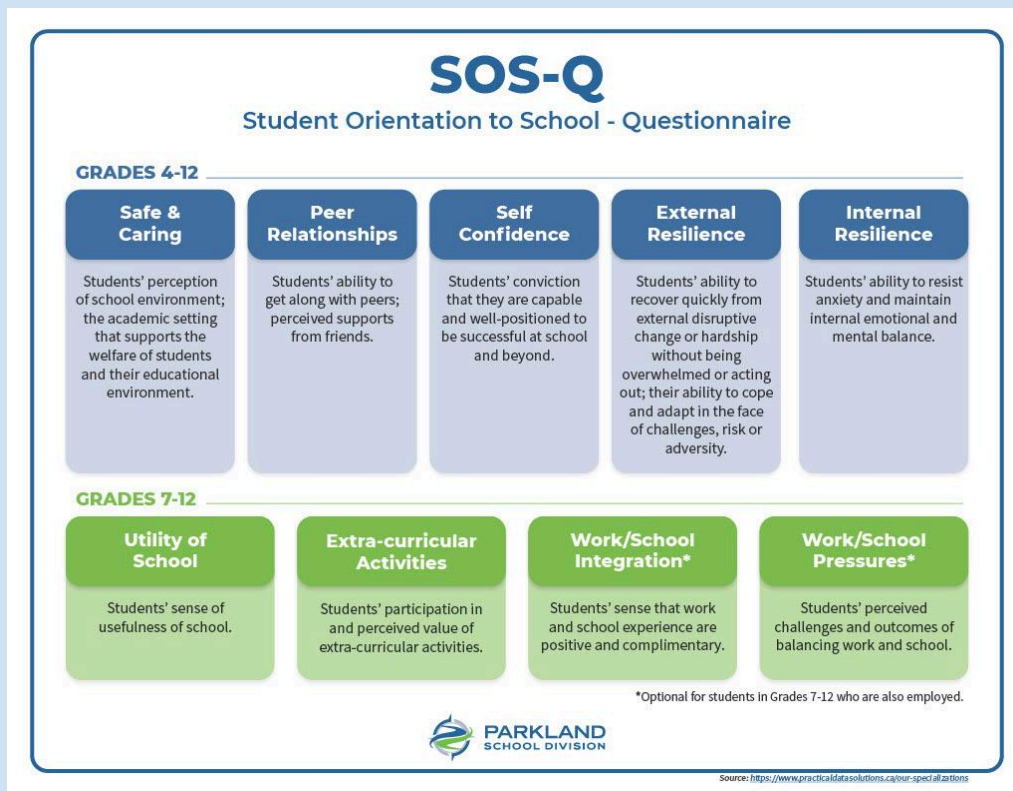 SOS-Q
Student Orientation to School - Questionnaire
GRADES 4-12
Safe &
Caring
Students' perception
of school environment;
the academic setting
that supports the
welfare of students
and their educational
environment.
Peer
Relationships
Students' ability to
get along with peers;
perceived supports
from friends.
Self
Confidence
Students' conviction
that they are capable
and well-positioned to
be successful at school
and beyond.
External
Resilience
Students' ability to
recover quickly from
external disruptive
change or hardship
without being
overwhelmed or acting
out; their ability to cope
and adapt in the face
of challenges, risk or
adversity.
Internal
Resilience
Students' ability to resist
anxiety and maintain
internal emotional and
mental balance.
GRADES 7-12
Utility of
School
Students' sense of
usefulness of school.
Extra-curricular
Activities
Students' participation in
and perceived value of
extra-curricular activities.
Work/School
Integration*
Students' sense that work
and school experience are
positive and complimentary.
Work/School
Pressures*
Students' perceived
challenges and outcomes of
balancing work and school.
*Optional for students in Grades 7-12 who are also employed.
PARKLAND
SCHOOL DIVISION
Source: https://www.practicaldatasolutions.ca/our-specializations